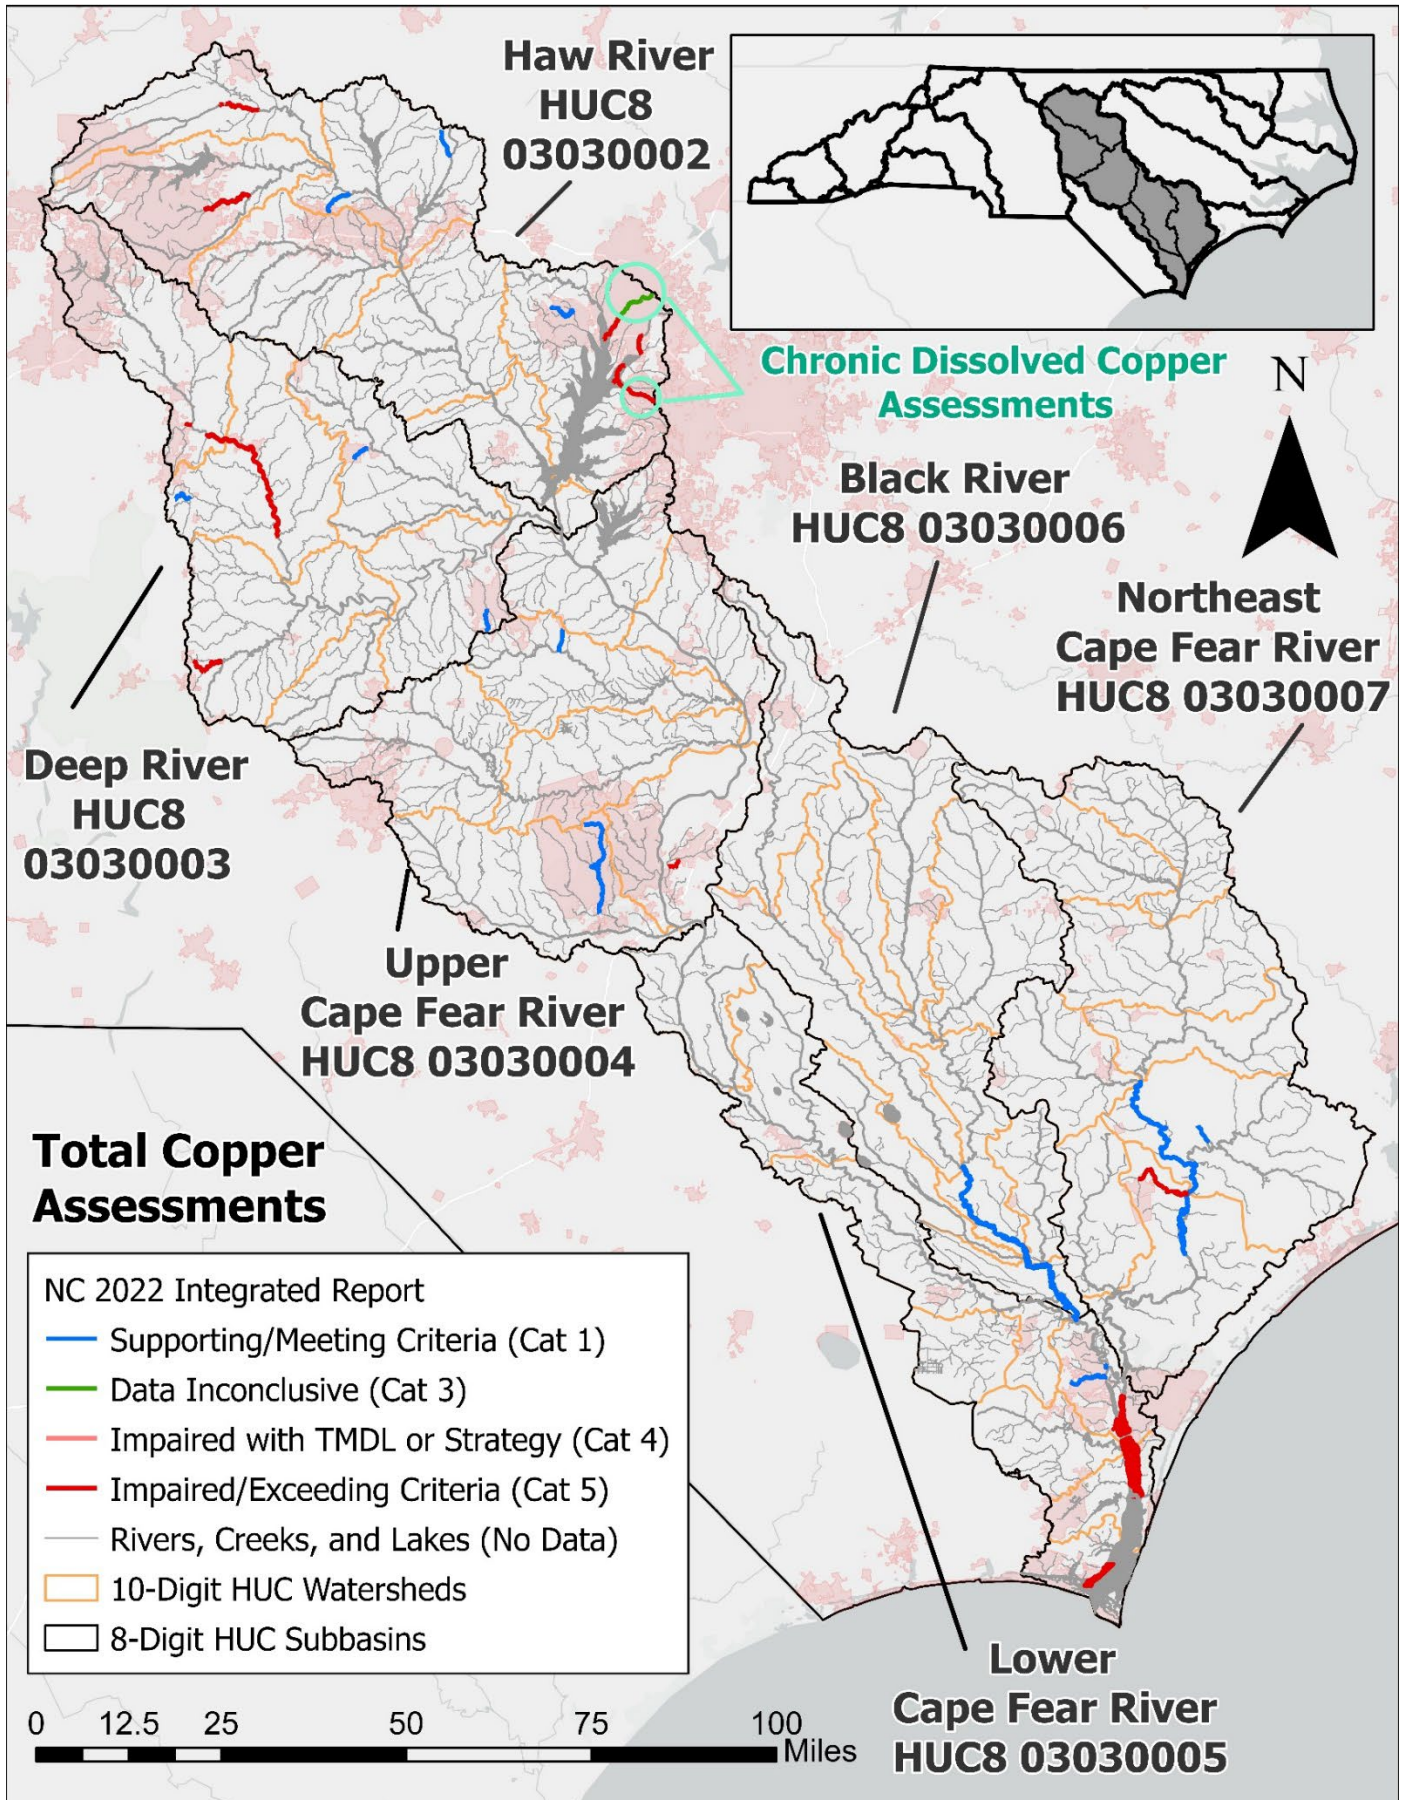 Haw River
HUC8
03030002
Chronic Dissolved Copper
Assessments
N
Black River
HUC8 03030006
Northeast
Cape Fear River
HUC8 03030007
Deep River
HUC8
03030003
Upper
Cape Fear River
HUC8 03030004
Total Copper
Assessments
NC 2022 Integrated Report
Supporting/Meeting Criteria (Cat 1)
Data Inconclusive (Cat 3)
Impaired with TMDL or Strategy (Cat 4)
Impaired/Exceeding Criteria (Cat 5)
Rivers, Creeks, and Lakes (No Data)
10-Digit HUC Watersheds
8-Digit HUC Subbasins
Lower
Cape Fear River
HUC8 03030005
0 12.5 25 50 75 100
Miles